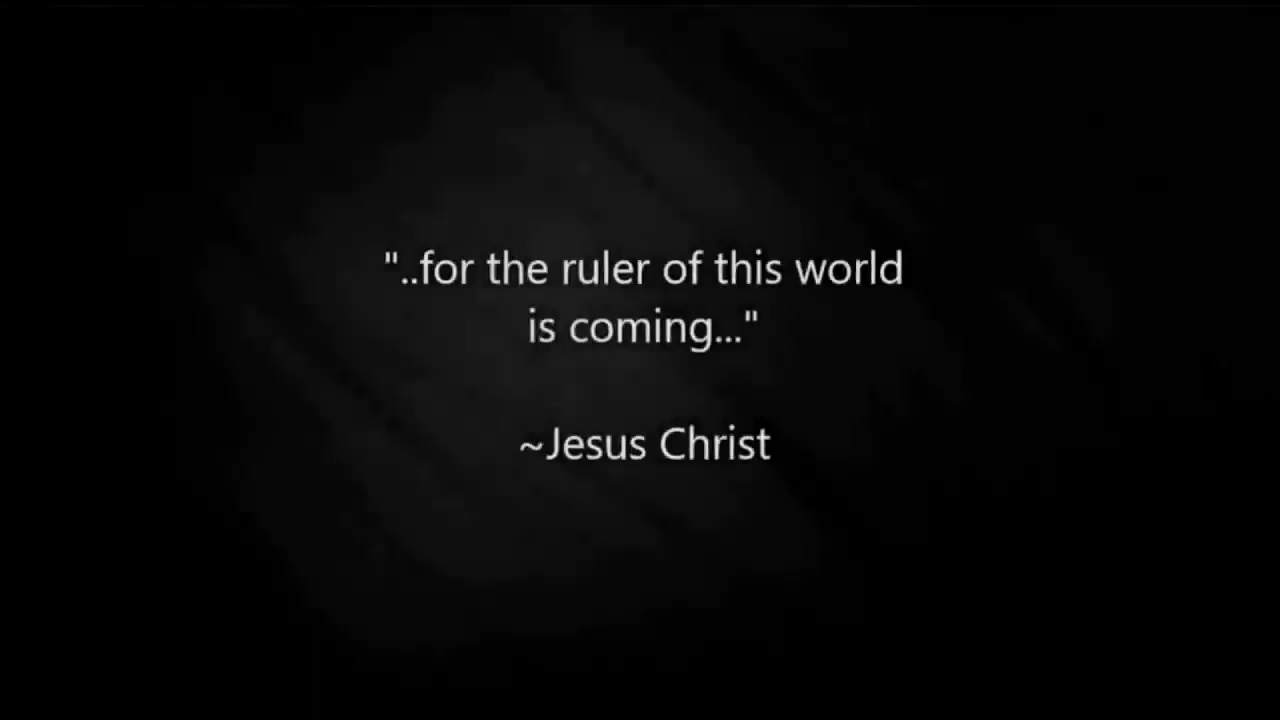 "..for the ruler of this world
is coming..."
~Jesus Christ